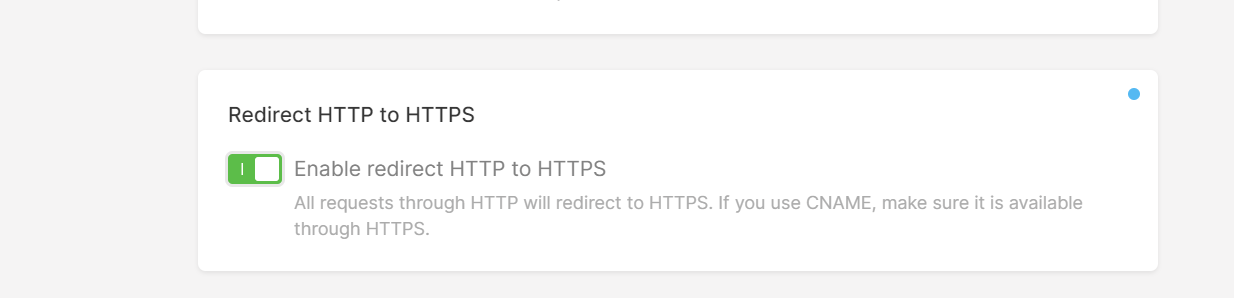 Redirect HTTP to HTTPS
Enable redirect HTTP to HTTPS
All requests through HTTP will redirect to HTTPS. If you use CNAME, make sure it is available
through HTTPS.